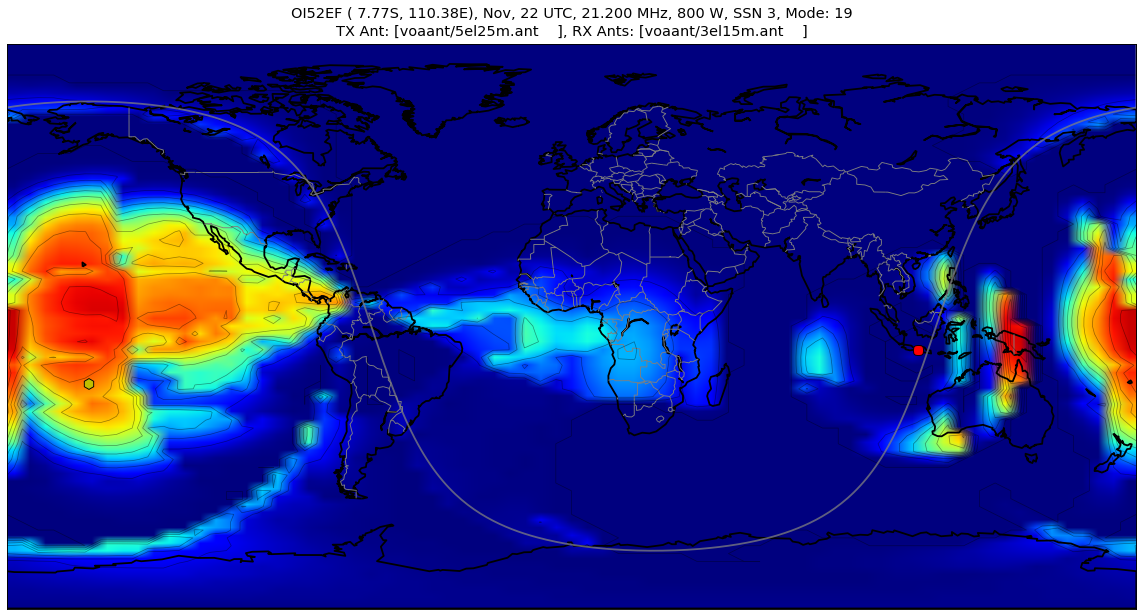 OI52EF ( 7.77S, 110.38E), Nov, 22 UTC, 21.200 MHz, 800 W, SSN 3, Mode: 19
TX Ant: [voaant/5el25m.ant    ], RX Ants: [voaant/3el15m.ant    ]